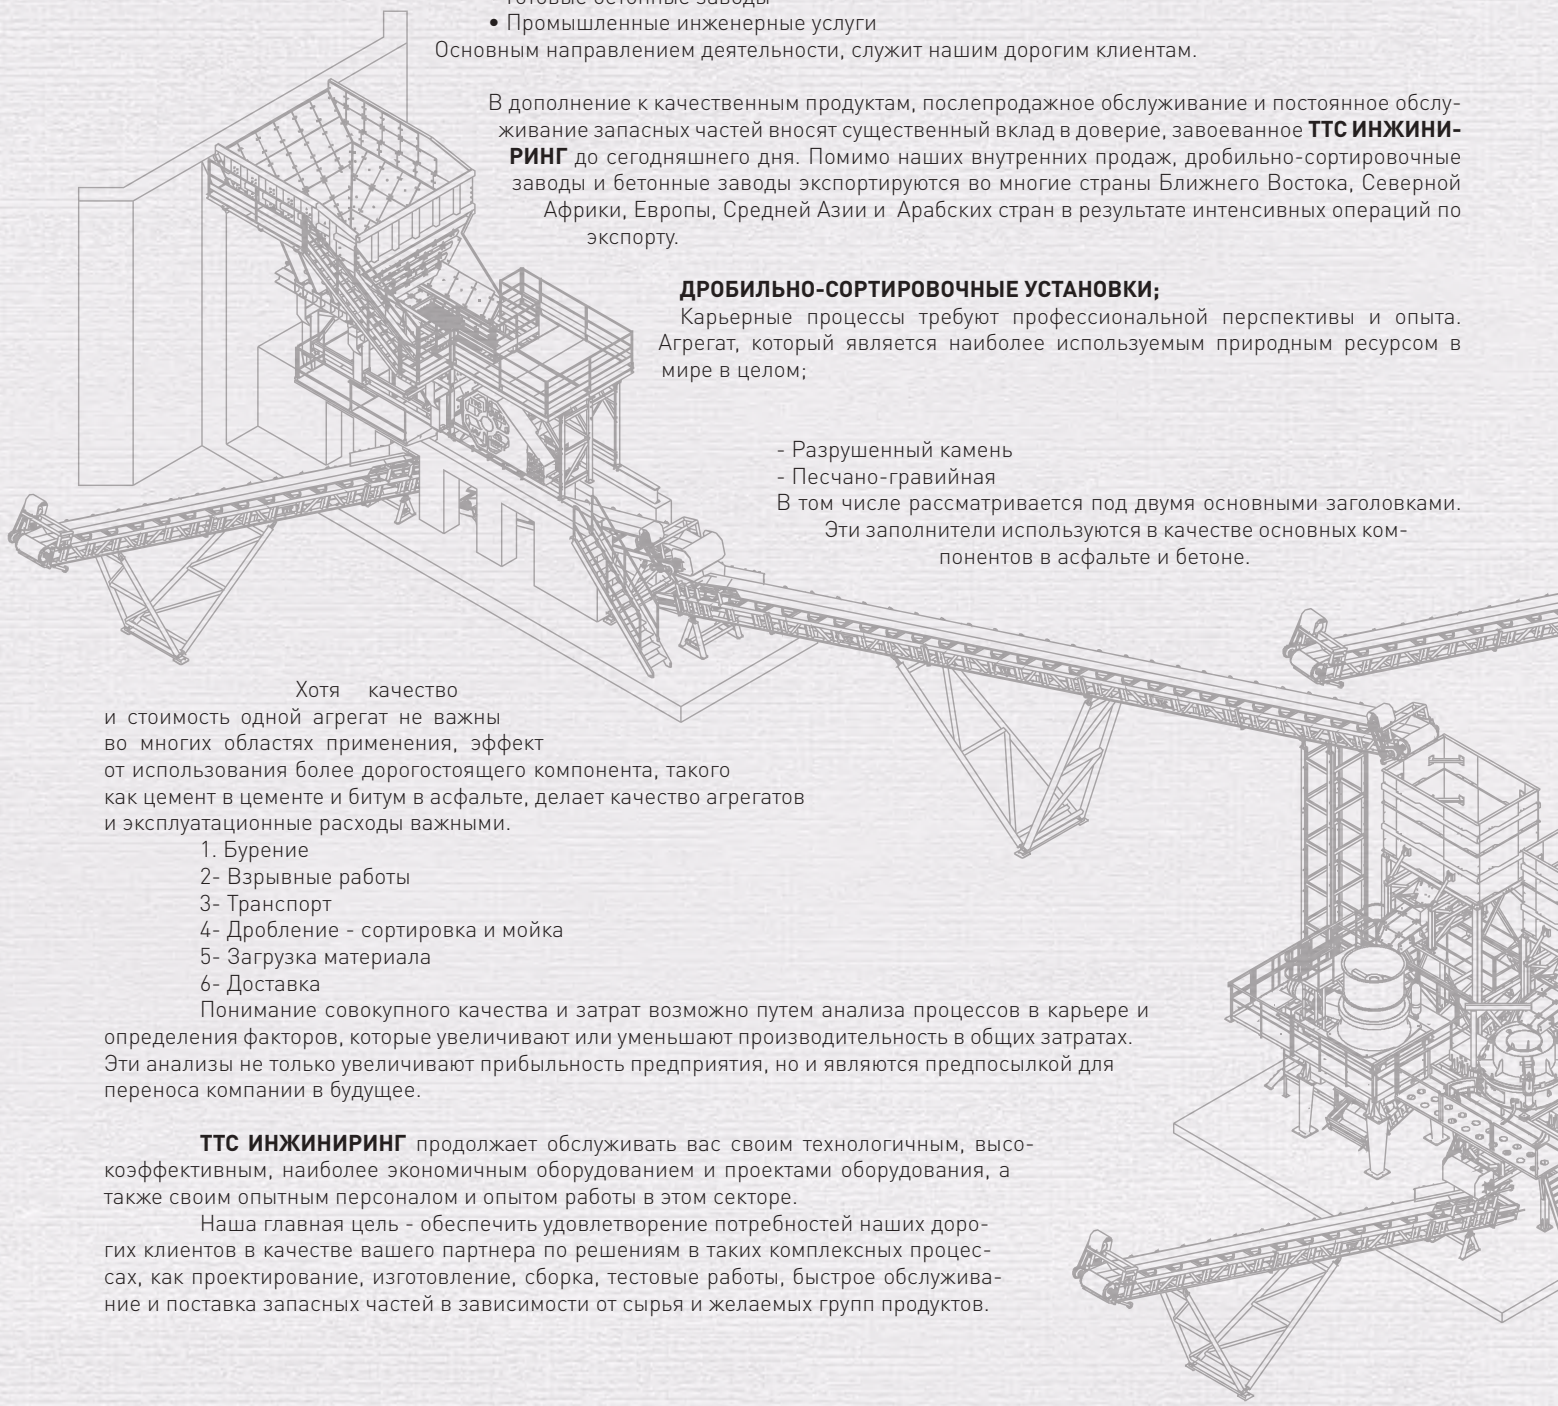 • Промышленные инженерные услуги
Основным направлением деятельности, служит нашим дорогим клиентам.
В дополнение к качественным продуктам, послепродажное обслуживание и постоянное обслу-
живание запасных частей вносят существенный вклад в доверие, завоеванное ТТС ИНЖИНИ-
РИНГ до сегодняшнего дня. Помимо наших внутренних продаж, дробильно-сортировочные
заводы и бетонные заводы экспортируются во многие страны Ближнего Востока, Северной
Африки, Европы, Средней Азии и Арабских стран в результате интенсивных операций по
экспорту.
ДРОБИЛЬНО-СОРТИРОВОЧНЫЕ УСТАНОВКИ;
Карьерные процессы требуют профессиональной перспективы и опыта.
Агрегат, который является наиболее используемым природным ресурсом в
мире в целом;
- Разрушенный камень
- Песчано-гравийная
В том числе рассматривается под двумя основными заголовками.
Эти заполнители используются в качестве основных ком-
понентов в асфальте и бетоне.
Хотя качество
и стоимость одной агрегат не важны
во многих областях применения, эффект
от использования более дорогостоящего компонента, такого
как цемент в цементе и битум в асфальте, делает качество агрегатов
и эксплуатационные расходы важными.
1. Бурение
2- Взрывные работы
3- Транспорт
4- Дробление - сортировка и мойка
5- Загрузка материала
6- Доставка
Понимание совокупного качества и затрат возможно путем анализа процессов в карьере и
определения факторов, которые увеличивают или уменьшают производительность в общих затратах.
Эти анализы не только увеличивают прибыльность предприятия, но и являются предпосылкой для
переноса компании в будущее.
ТТС ИНЖИНИРИНГ продолжает обслуживать вас своим технологичным, высо-
коэффективным, наиболее экономичным оборудованием и проектами оборудования, а
также своим опытным персоналом и опытом работы в этом секторе.
Наша главная цель - обеспечить удовлетворение потребностей наших доро-
гих клиентов в качестве вашего партнера по решениям в таких комплексных процес-
сах, как проектирование, изготовление, сборка, тестовые работы, быстрое обслужива-
ние и поставка запасных частей в зависимости от сырья и желаемых групп продуктов.